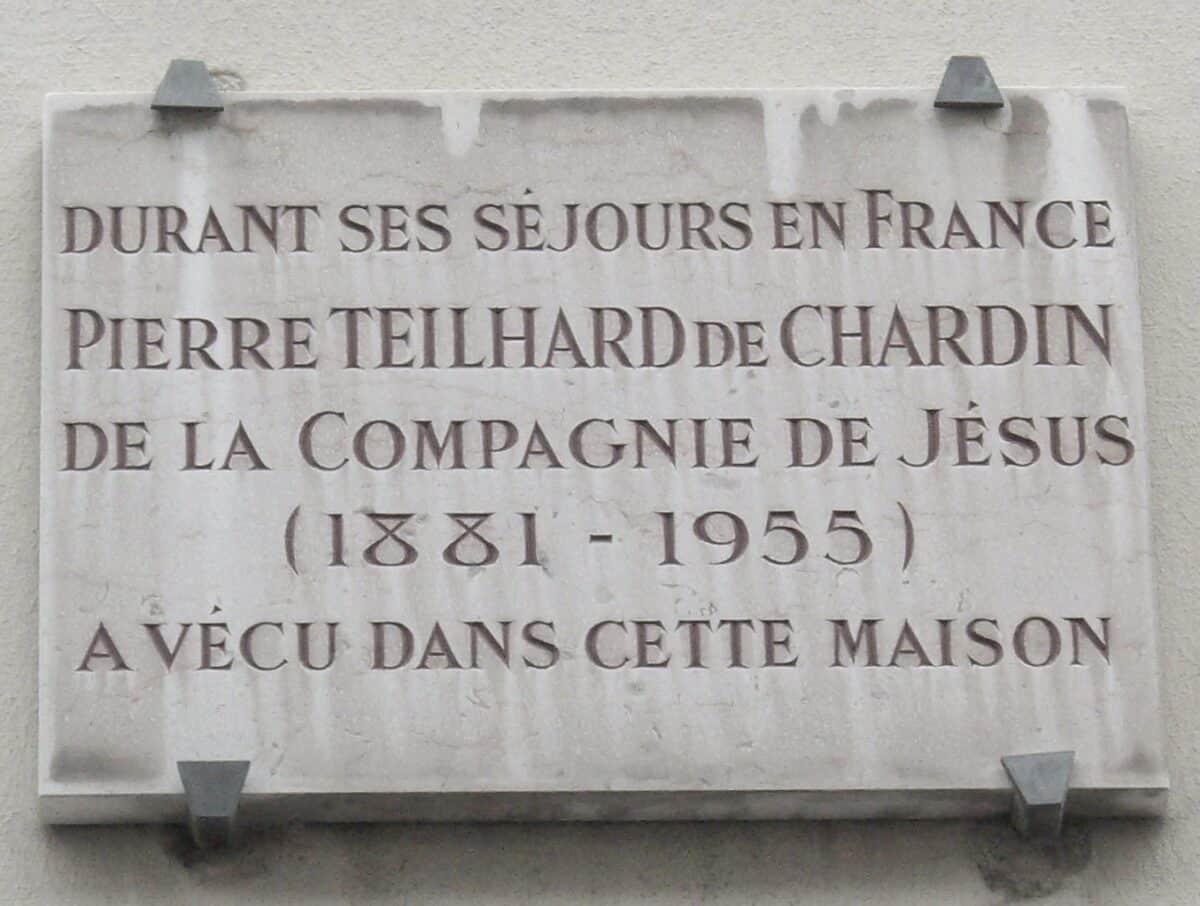 DURANT SES SÉJOURS EN FRANCE
PIERRE TEILHARD DE CHARDIN
DE LA COMPAGNIE DE JÉSUS
(1881 - 1955)
A VÉCU DANS CETTE MAISON